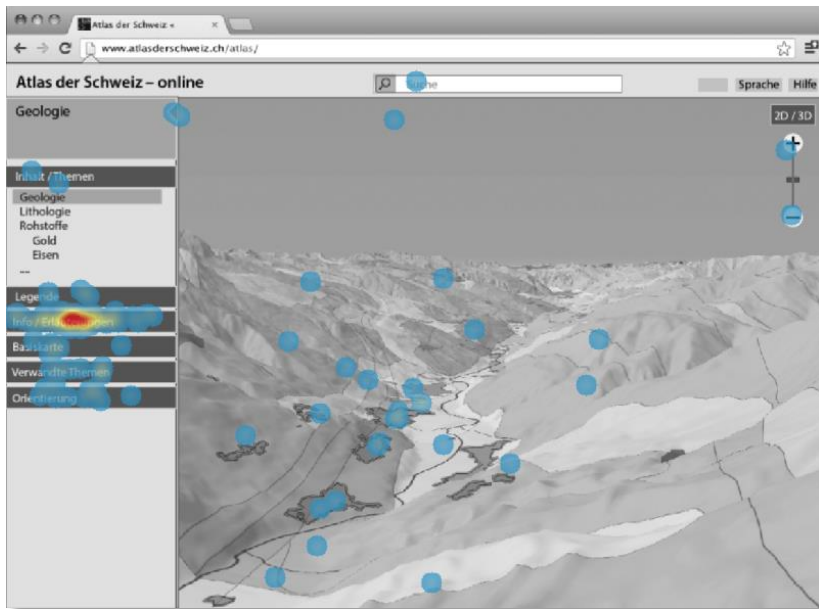 Atlas der Schweiz «
www.atlasderschweiz.ch/atlas/
Atlas der Schweiz – online
Suche
Sprache Hilfe
Geologie
2D / 3D
Inhalt / Themen
Geologie
Lithologie
Rohstoffe
Gold
Eisen
--
Legende
Info / Erläuterungen
Basiskarte
Verwandte Themen
Orientierung